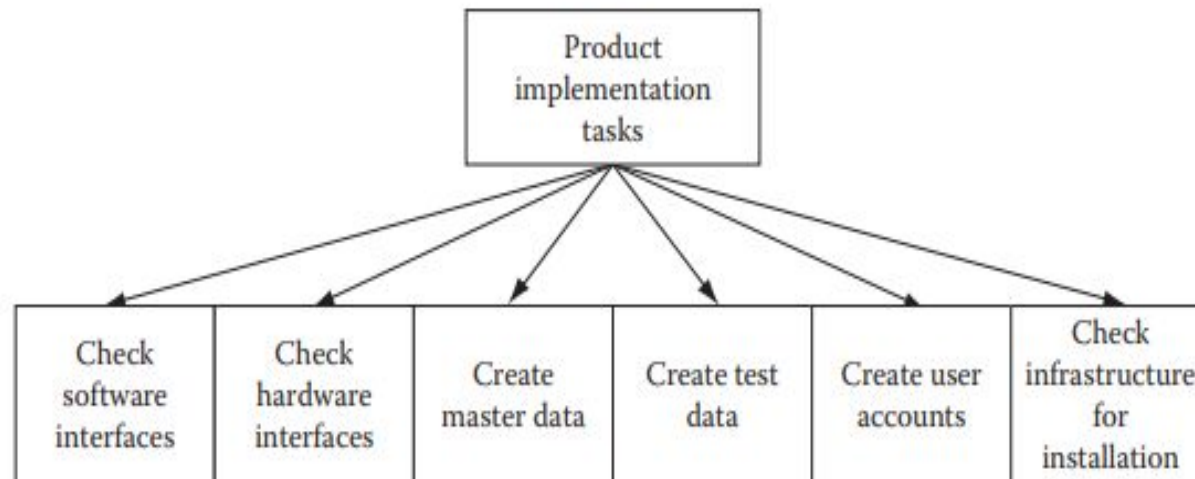 Product
implementation
tasks
Check
software
interfaces
Check
hardware
interfaces
Create
master data
Create test
data
Create user
accounts
Check
infrastructure
for
installation